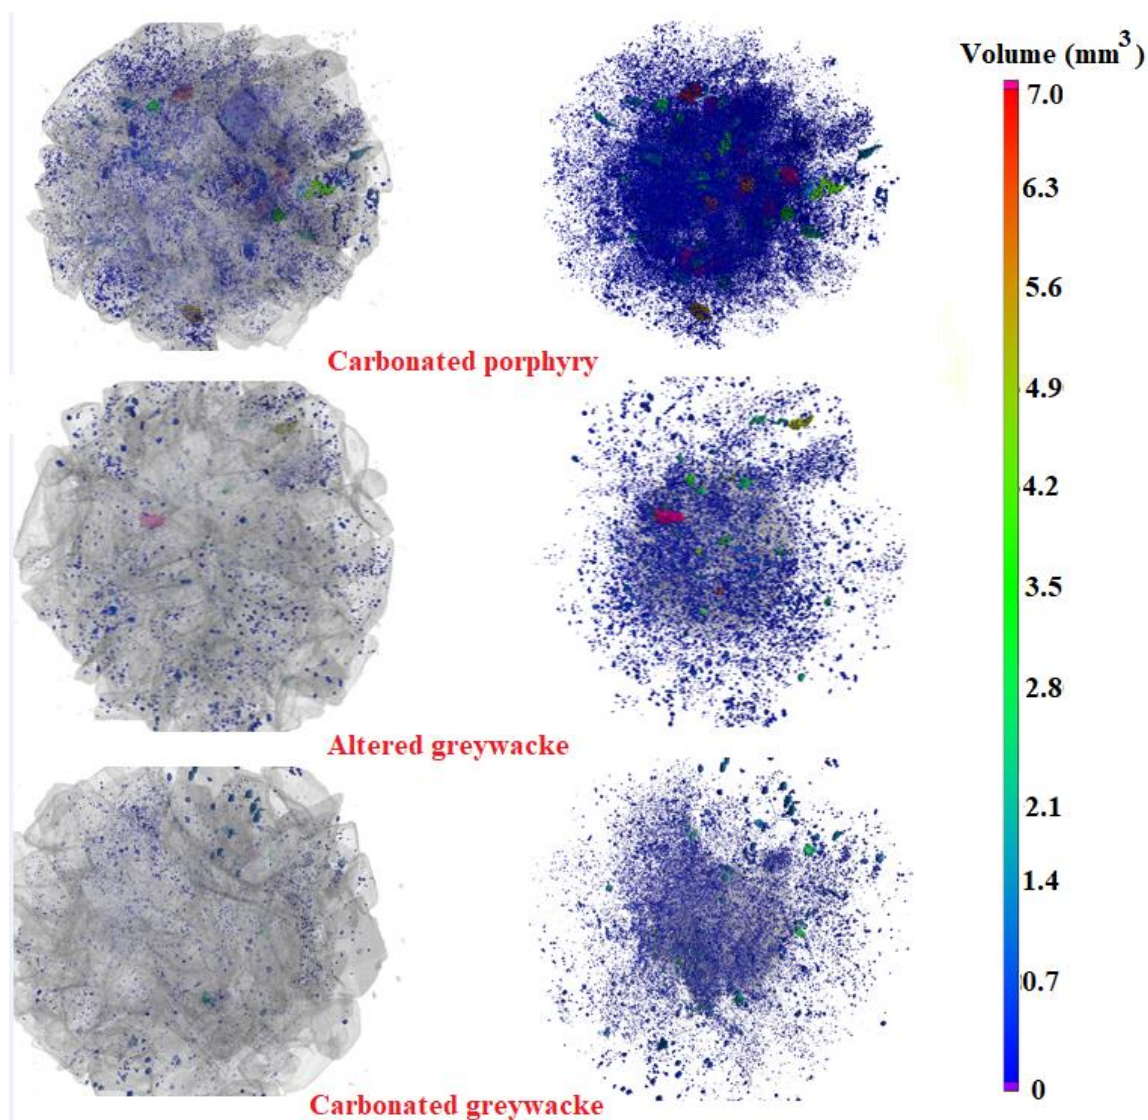 Volume (mm³)
7.0
6.3
5.6
4.9
4.2
3.5
2.8
2.1
1.4
0.7
0
Carbonated porphyry
Altered greywacke
Carbonated greywacke